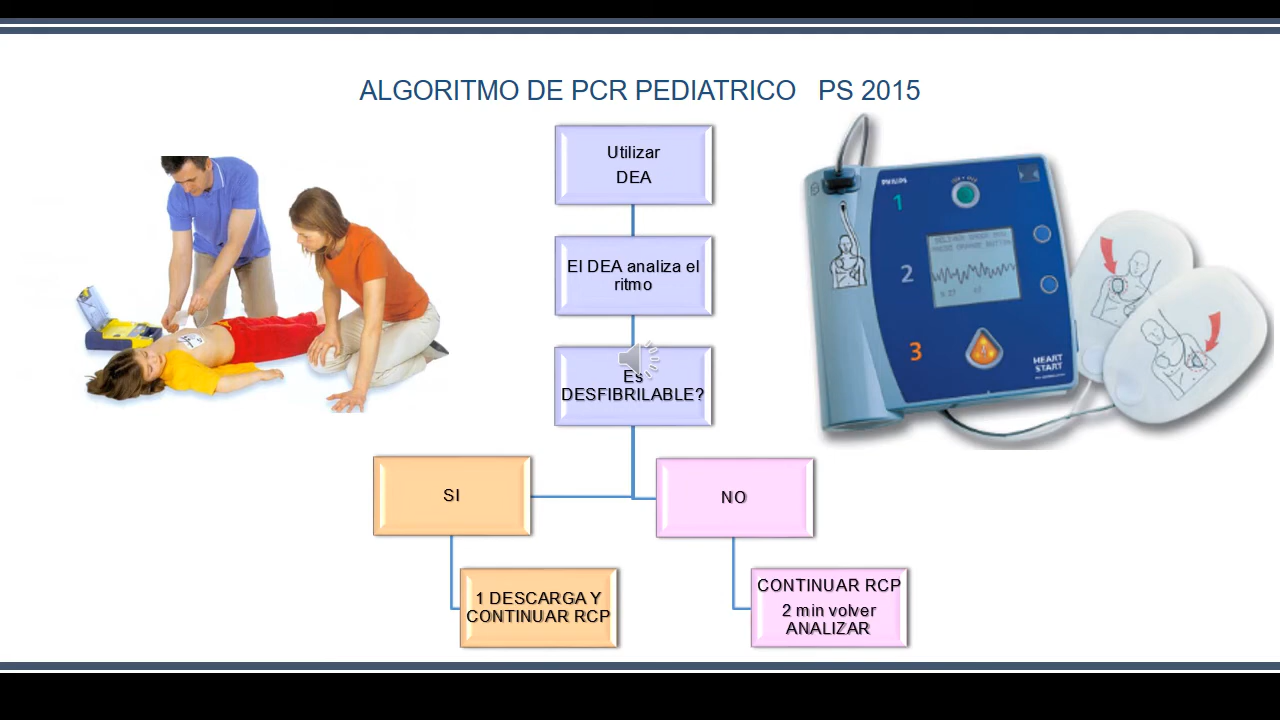 ALGORITMO DE PCR PEDIATRICO PS 2015
Utilizar
DEA
El DEA analiza el
ritmo
Es
DESFIBRILABLE?
SI
NO
1 DESCARGA Y
CONTINUAR RCP
CONTINUAR RCP
2 min volver
ANALIZAR
PHILIPS
1
2
3
HEART
START